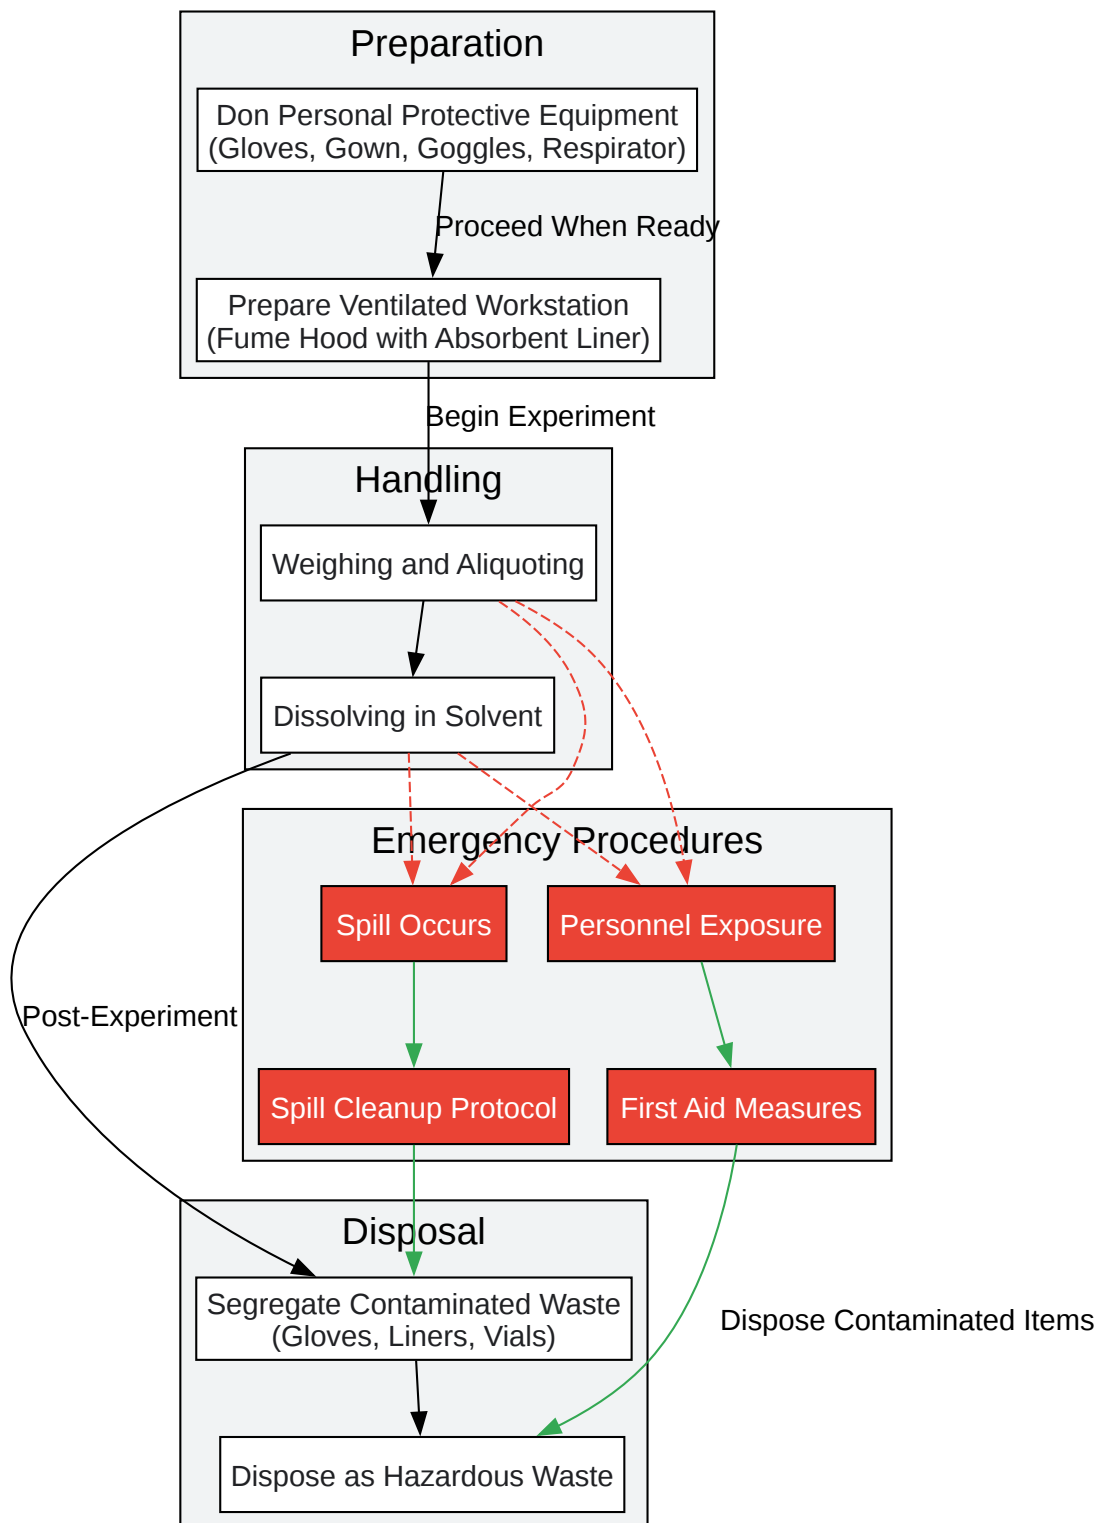 Preparation
Don Personal Protective Equipment
(Gloves, Gown, Goggles, Respirator)
Proceed When Ready
Prepare Ventilated Workstation
(Fume Hood with Absorbent Liner)
Begin Experiment
Handling
Weighing and Aliquoting
Dissolving in Solvent
Emergency Procedures
Spill Occurs
Personnel Exposure
Post-Experiment
Spill Cleanup Protocol
First Aid Measures
Disposal
Segregate Contaminated Waste
(Gloves, Liners, Vials)
Dispose Contaminated Items
Dispose as Hazardous Waste